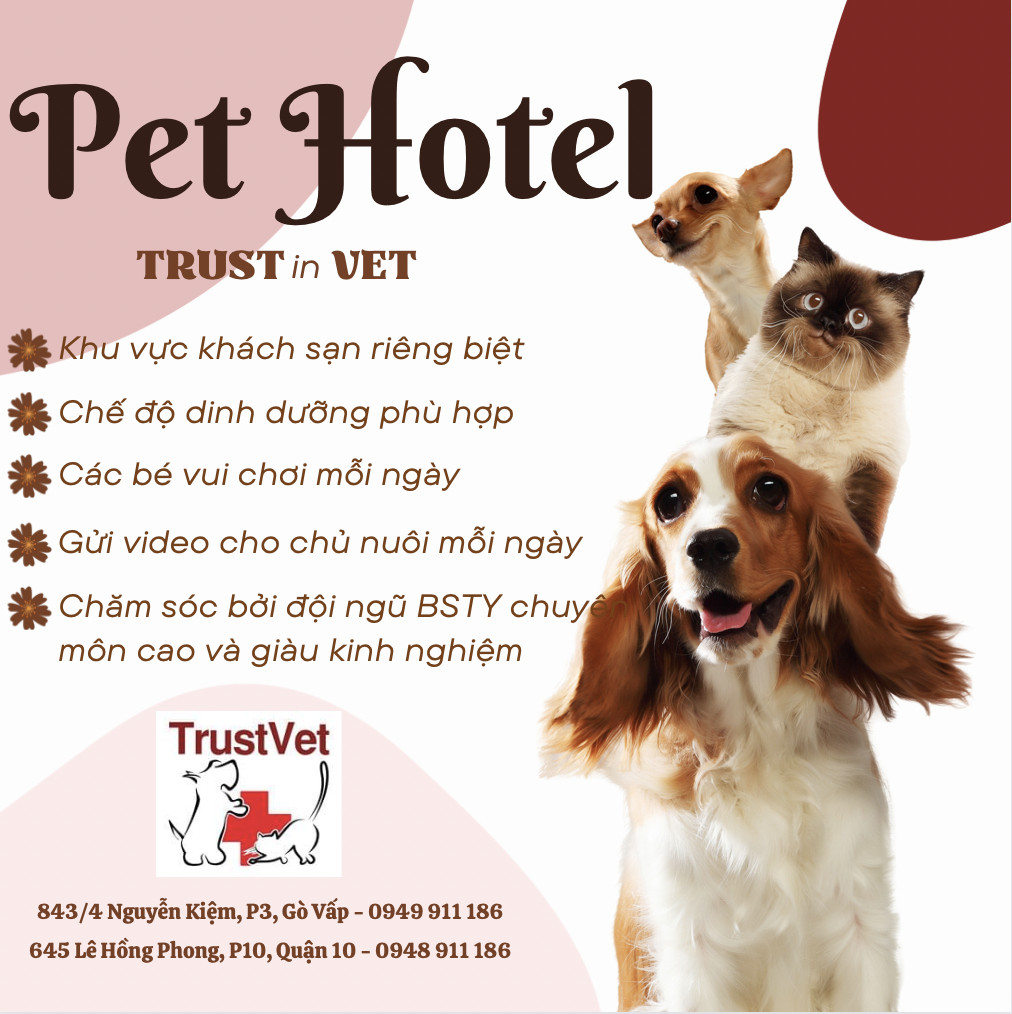 Pet Hotel
TRUST in VET
Khu vực khách sạn riêng biệt
Chế độ dinh dưỡng phù hợp
Các bé vui chơi mỗi ngày
Gửi video cho chủ nuôi mỗi ngày
Chăm sóc bởi đội ngũ BSTY chuyên
môn cao và giàu kinh nghiệm
TrustVet
843/4 Nguyễn Kiệm, P3, Gò Vấp - 0949 911 186
645 Lê Hồng Phong, P10, Quận 10 - 0948 911 186